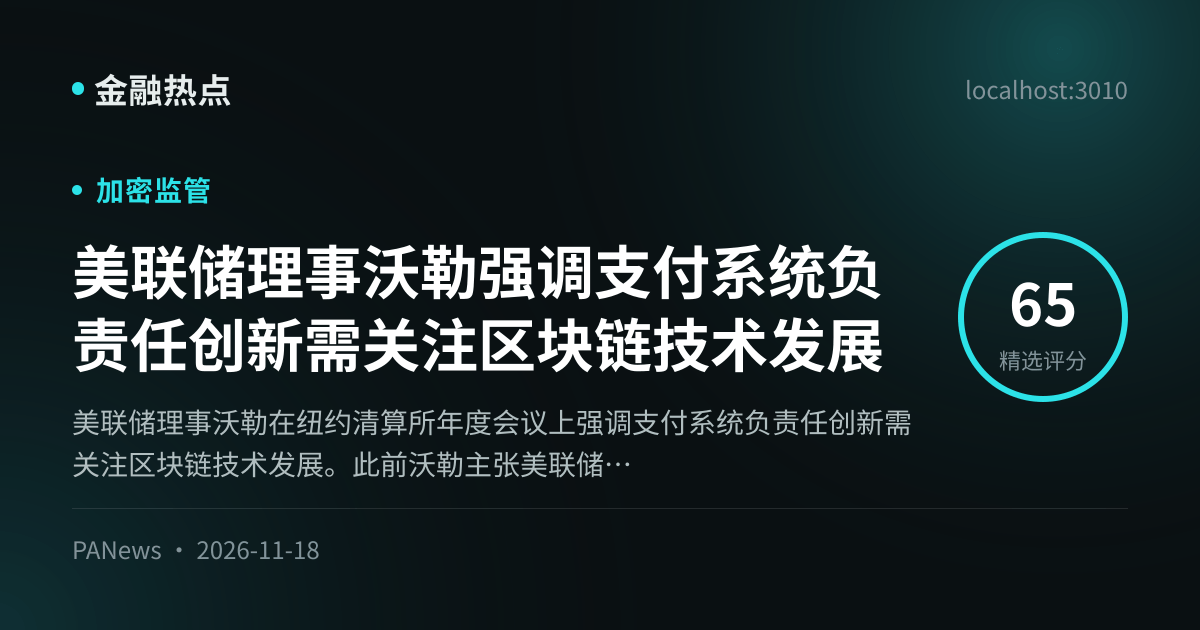 金融热点
localhost:3010
加密监管
美联储理事沃勒强调支付系统负
责任创新需关注区块链技术发展
65
精选评分
美联储理事沃勒在纽约清算所年度会议上强调支付系统负责任创新需
关注区块链技术发展。此前沃勒主张美联储…
PANews · 2026-11-18